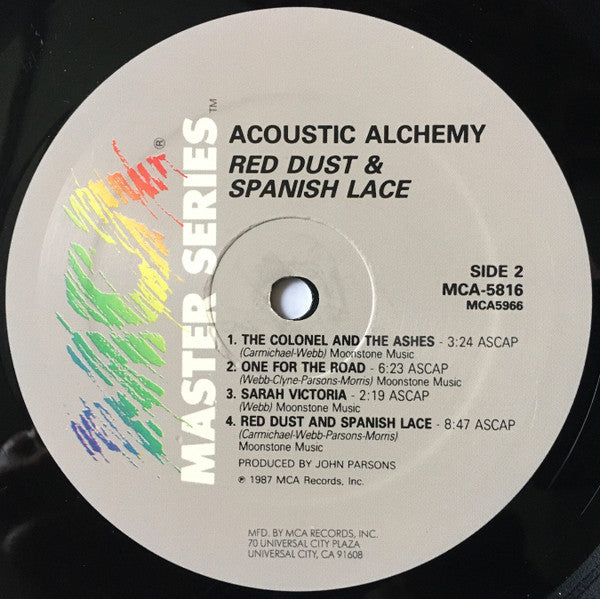 MCA®
MASTER SERIES™
ACOUSTIC ALCHEMY
RED DUST &
SPANISH LACE
SIDE 2
MCA-5816
MCA5966
1. THE COLONEL AND THE ASHES - 3:24 ASCAP
(Carmichael-Webb) Moonstone Music
2. ONE FOR THE ROAD - 6:23 ASCAP
(Webb-Clyne-Parsons-Morris) Moonstone Music
3. SARAH VICTORIA - 2:19 ASCAP
(Webb) Moonstone Music
4. RED DUST AND SPANISH LACE - 8:47 ASCAP
(Carmichael-Webb-Parsons-Morris)
Moonstone Music
PRODUCED BY JOHN PARSONS
℗ 1987 MCA Records, Inc.
MFD. BY MCA RECORDS, INC.
70 UNIVERSAL CITY PLAZA
UNIVERSAL CITY, CA 91608